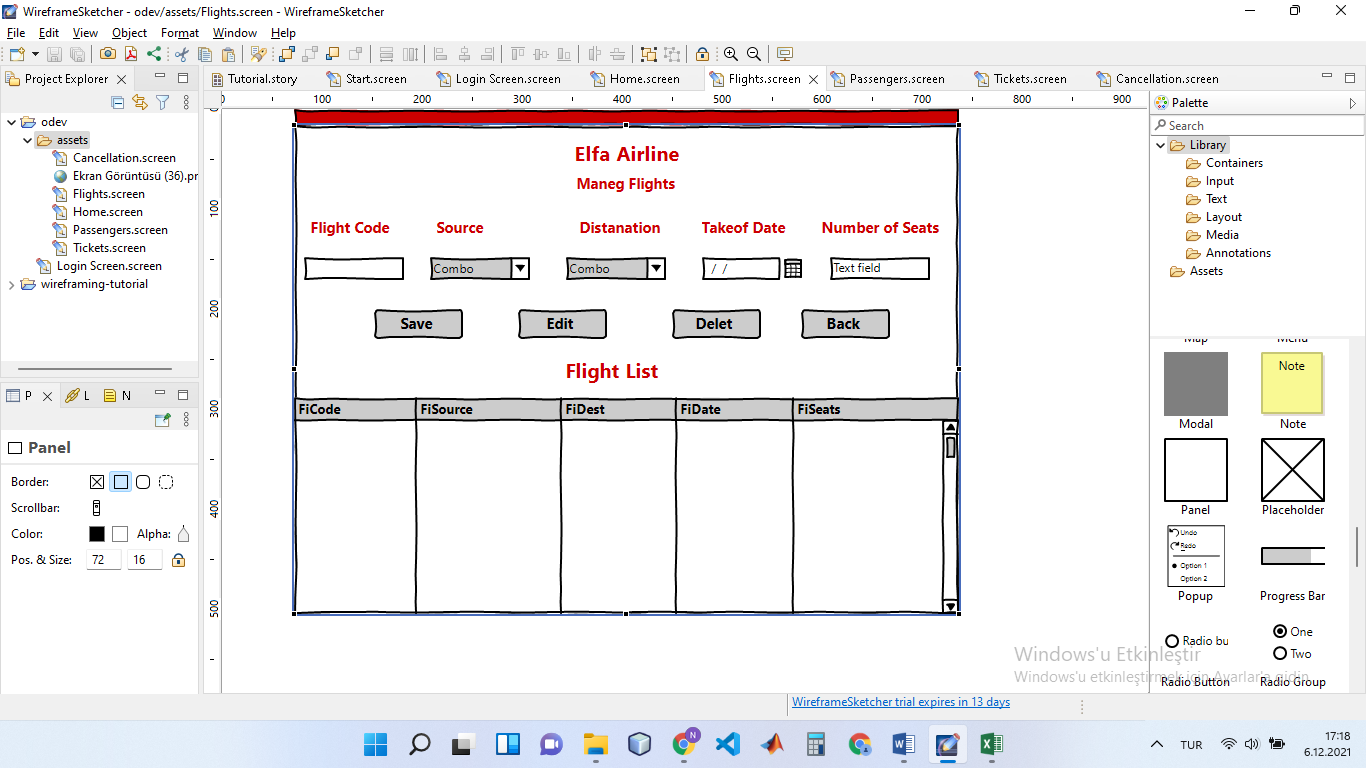 WireframeSketcher - odev/assets/Flights.screen - WireframeSketcher
File Edit View Object Format Window Help
Project Explorer
Tutorial.story Start.screen Login Screen.screen Home.screen Flights.screen Passengers.screen Tickets.screen Cancellation.screen
odev
assets
Cancellation.screen
Ekran Görüntüsü (36).pr
Flights.screen
Home.screen
Passengers.screen
Tickets.screen
Login Screen.screen
wireframing-tutorial
P L N
Panel
Border:
Scrollbar:
Color: Alpha:
Pos. & Size: 72 16
0 100 200 300 400 500 600 700 800 900
0
100
200
300
400
500
Elfa Airline
Maneg Flights
Flight Code Source Distanation Takeof Date Number of Seats
Combo Combo / / Text field
Save Edit Delet Back
Flight List
FiCode FiSource FiDest FiDate FiSeats
Palette
Search
Library
Containers
Input
Text
Layout
Media
Annotations
Assets
Map Menu
Note
Modal Note
Panel Placeholder
Undo
Redo
Option 1
Option 2
Popup Progress Bar
Radio bu One
Two
Radio Button Radio Group
Windows'u Etkinleştir
Windows'u etkinleştirmek için Ayarlar'a gidin.
WireframeSketcher trial expires in 13 days
N
TUR
17:18
6.12.2021